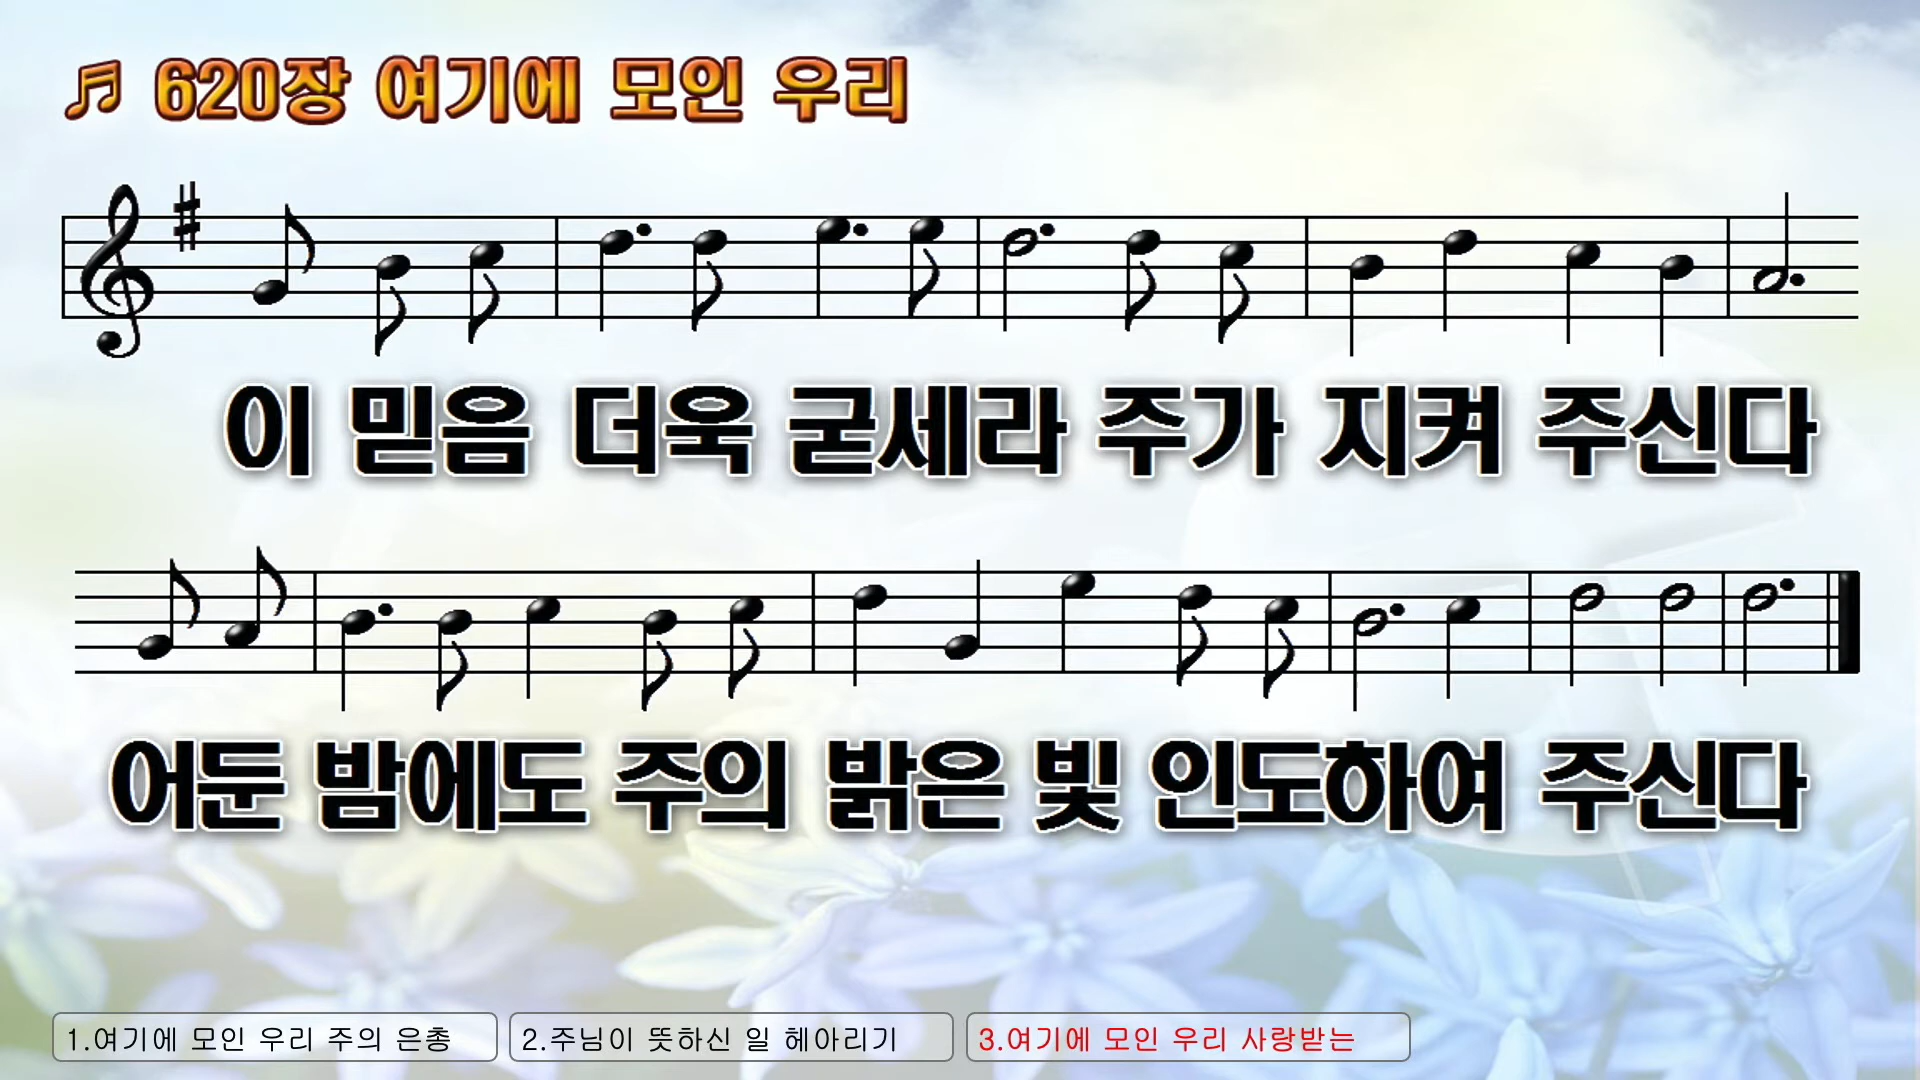 ♬ 620장 여기에 모인 우리
이 믿음 더욱 굳세라 주가 지켜 주신다
어둔 밤에도 주의 밝은 빛 인도하여 주신다
1.여기에 모인 우리 주의 은총
2.주님이 뜻하신 일 헤아리기
3.여기에 모인 우리 사랑받는